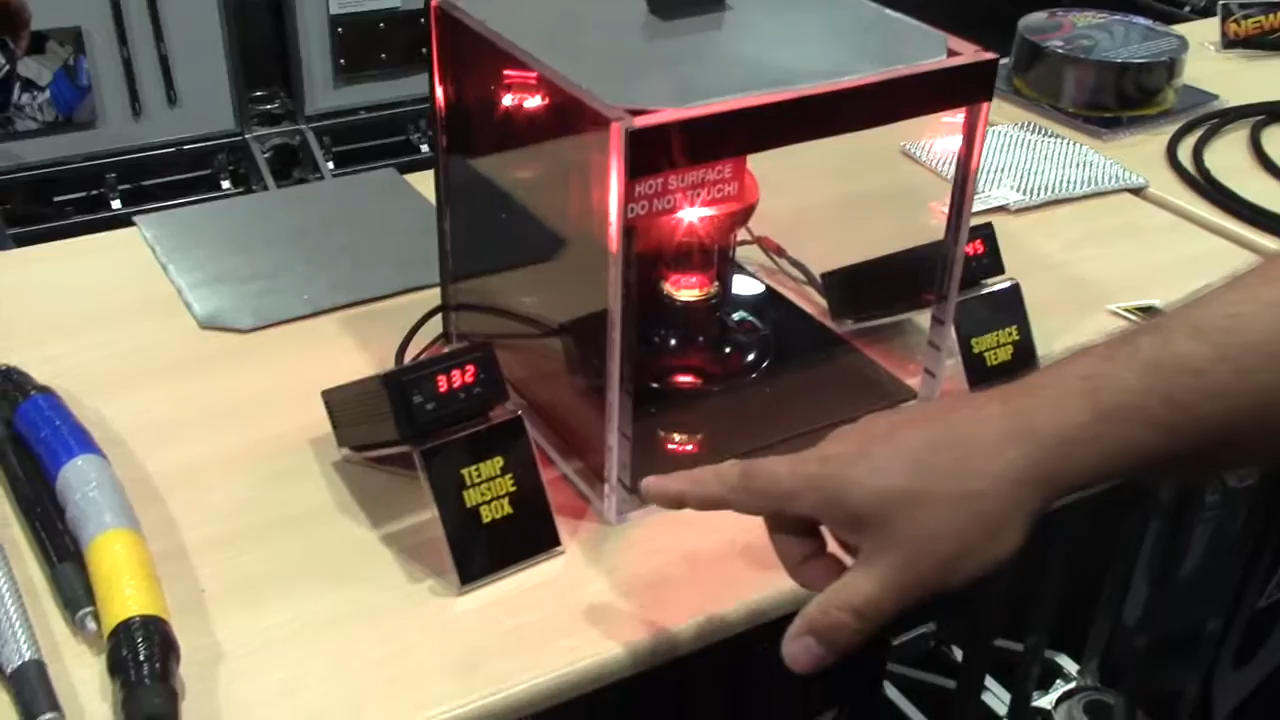 NEW
HOT SURFACE
DO NOT TOUCH!
45
SURFACE
TEMP
332
TEMP
INSIDE
BOX